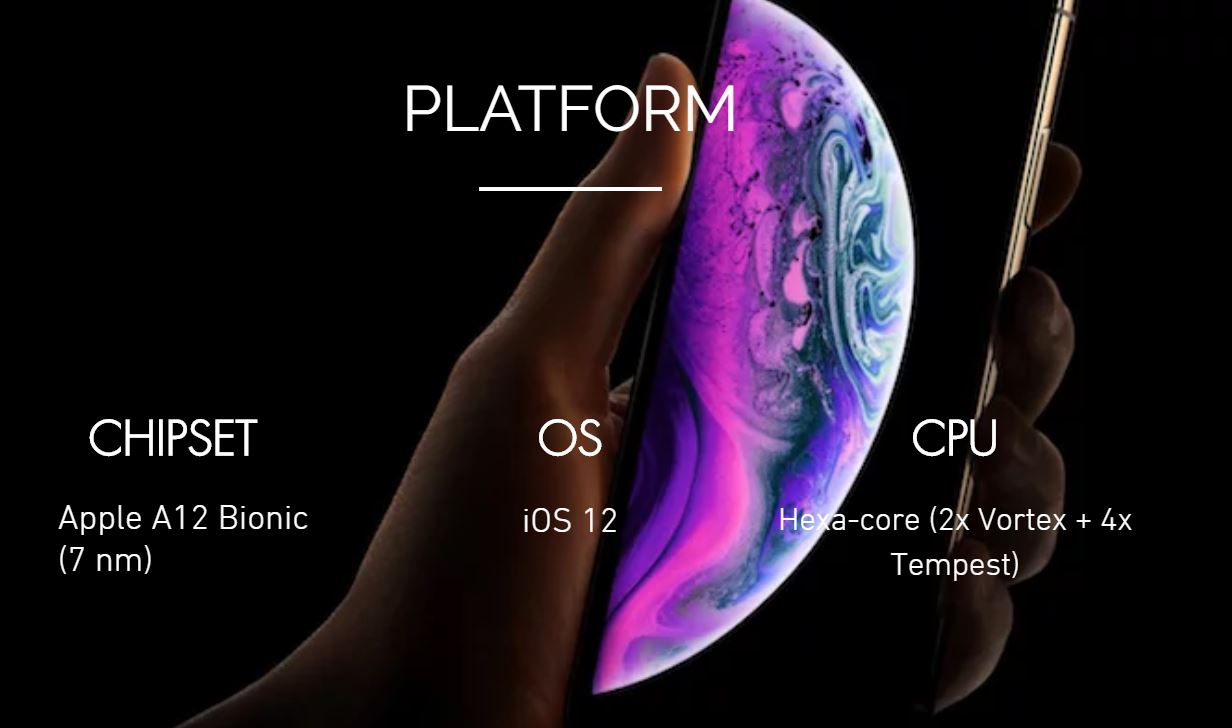 PLATFORM
CHIPSET
Apple A12 Bionic
(7 nm)
OS
iOS 12
CPU
Hexa-core (2x Vortex + 4x
Tempest)